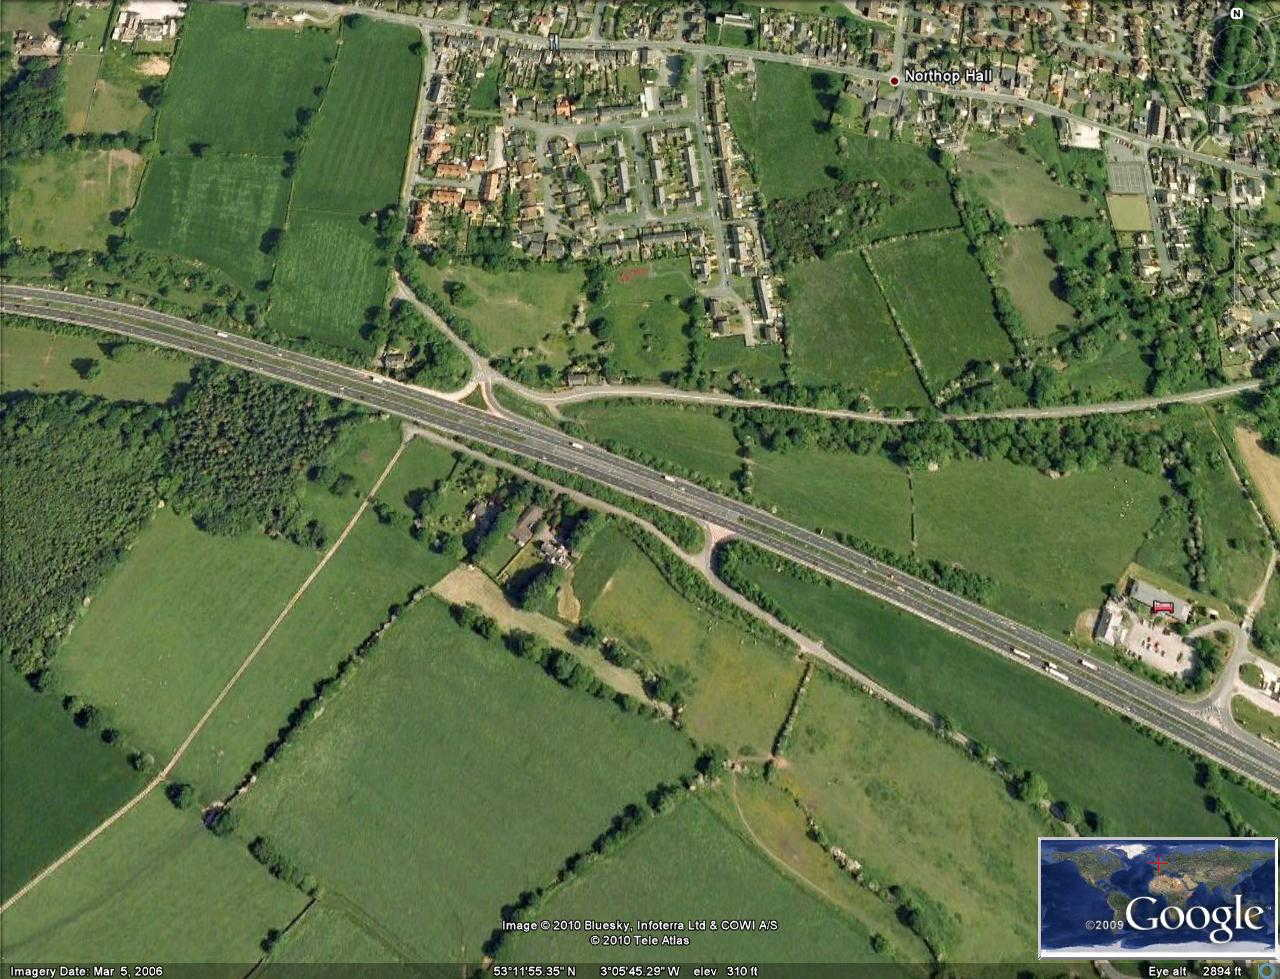 N
Northop Hall
Image © 2010 Bluesky, Infoterra Ltd & COWI A/S
© 2010 Tele Atlas
©2009 Google™
Imagery Date: Mar 5, 2006 53°11'55.35" N 3°05'45.29" W elev 310 ft Eye alt 2894 ft